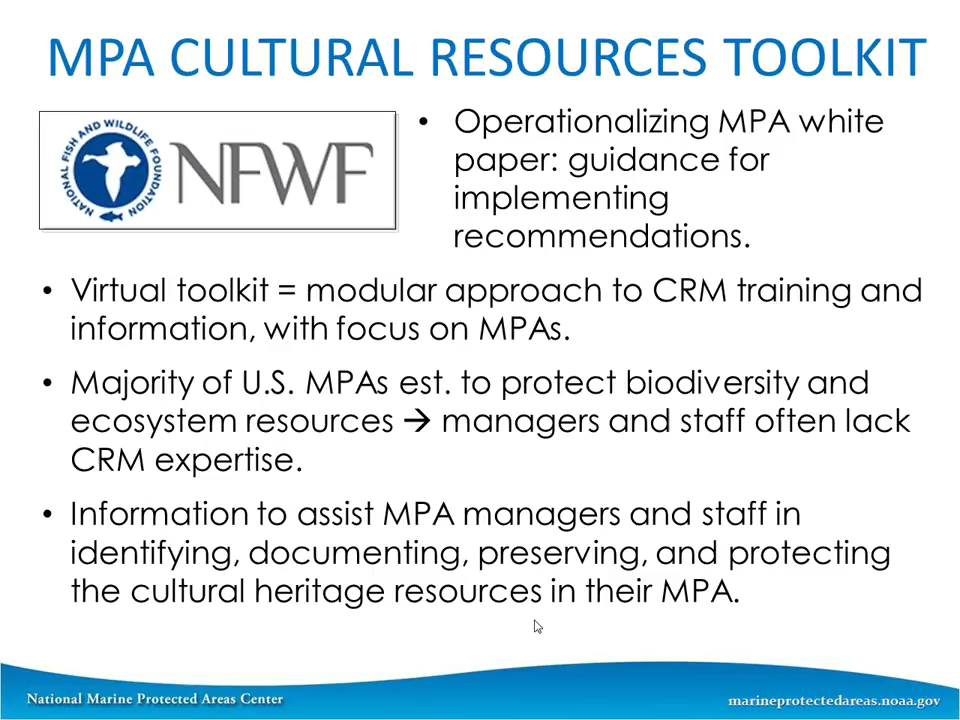 MPA CULTURAL RESOURCES TOOLKIT
NATIONAL FISH AND WILDLIFE FOUNDATION
NFWF
• Operationalizing MPA white
paper: guidance for
implementing
recommendations.
• Virtual toolkit = modular approach to CRM training and
information, with focus on MPAs.
• Majority of U.S. MPAs est. to protect biodiversity and
ecosystem resources → managers and staff often lack
CRM expertise.
• Information to assist MPA managers and staff in
identifying, documenting, preserving, and protecting
the cultural heritage resources in their MPA.
National Marine Protected Areas Center
marineprotectedareas.noaa.gov